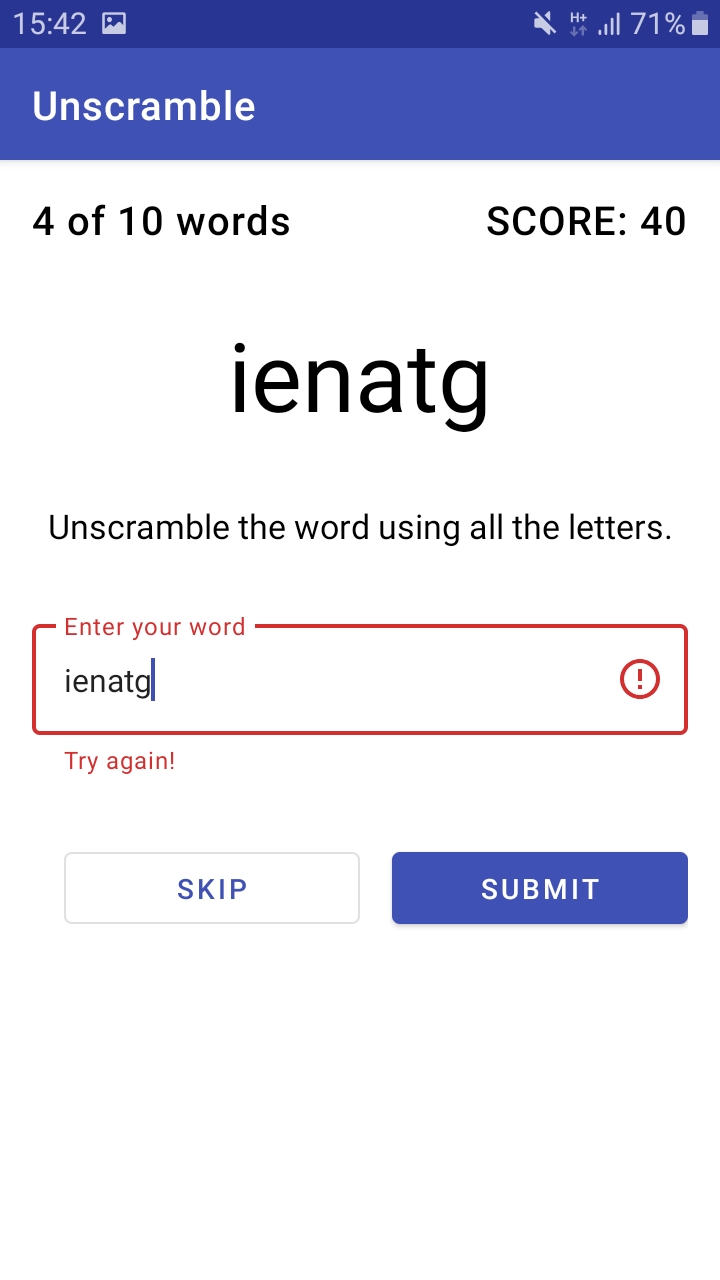 15:42 H+ 71%
Unscramble
4 of 10 words SCORE: 40
ienatg
Unscramble the word using all the letters.
Enter your word
ienatg
Try again!
SKIP SUBMIT